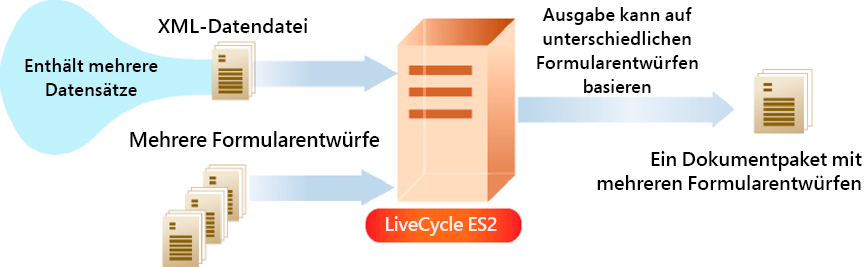 XML-Datendatei
Enthält mehrere
Datensätze
Mehrere Formularentwürfe
LiveCycle ES2
Ausgabe kann auf
unterschiedlichen
Formularentwürfen
basieren
Ein Dokumentpaket mit
mehreren Formularentwürfen